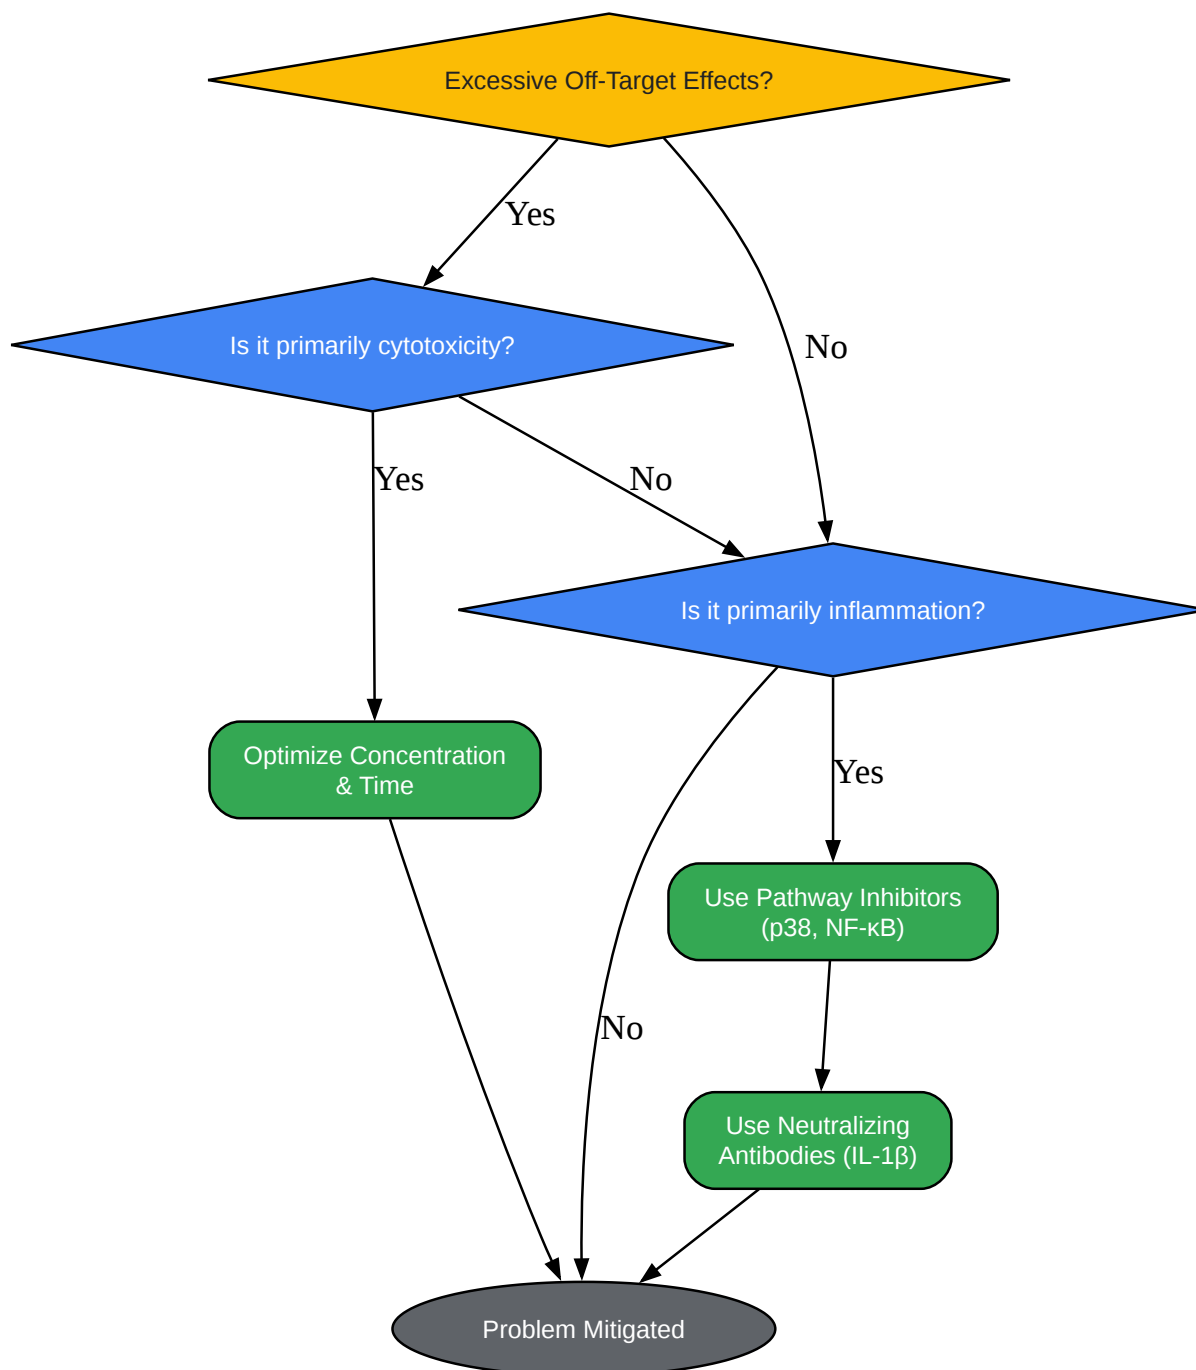 Excessive Off-Target Effects?
Yes
Is it primarily cytotoxicity?
No
Yes
No
Is it primarily inflammation?
Optimize Concentration
& Time
Yes
Use Pathway Inhibitors
(p38, NF-κB)
No
Use Neutralizing
Antibodies (IL-1β)
Problem Mitigated